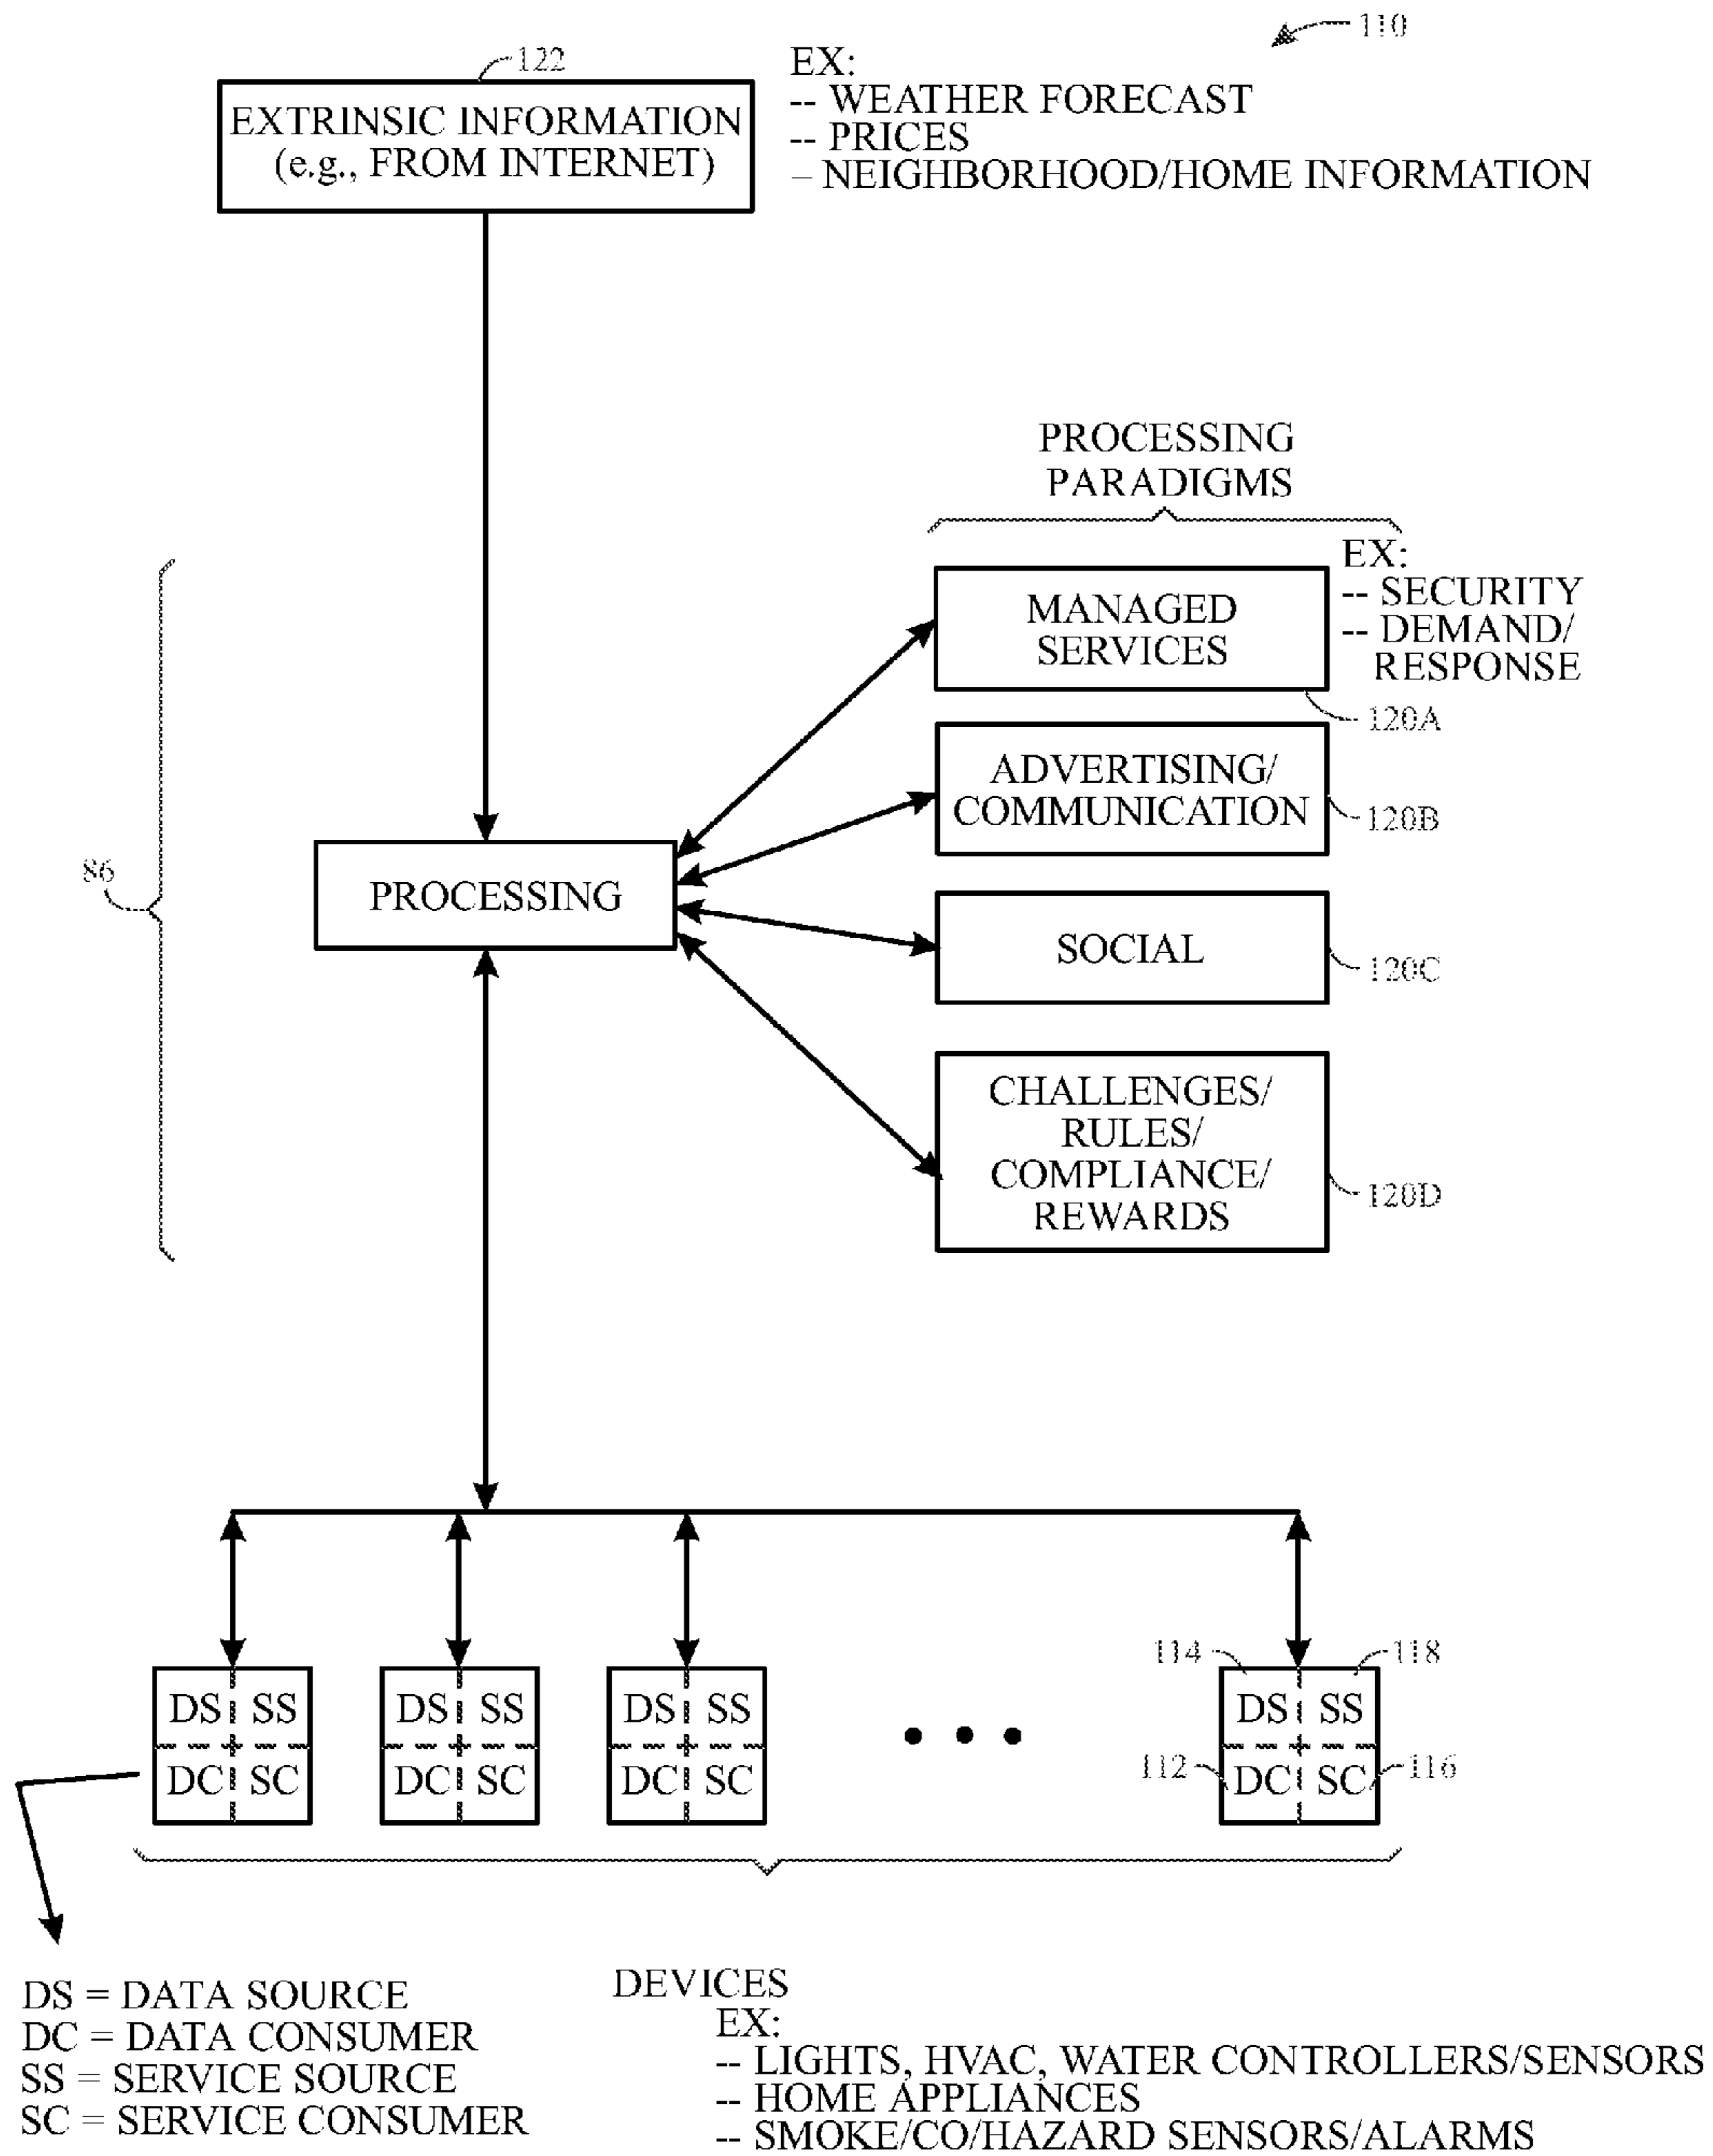 110
122
EXTRINSIC INFORMATION
(e.g., FROM INTERNET)
EX:
-- WEATHER FORECAST
-- PRICES
– NEIGHBORHOOD/HOME INFORMATION
PROCESSING
PARADIGMS
MANAGED
SERVICES
EX:
-- SECURITY
-- DEMAND/
RESPONSE
120A
ADVERTISING/
COMMUNICATION
120B
86
PROCESSING
SOCIAL
120C
CHALLENGES/
RULES/
COMPLIANCE/
REWARDS
120D
114
118
DS SS
DC SC
DS SS
DC SC
DS SS
DC SC
• • •
DS SS
DC SC
112
116
DS = DATA SOURCE
DC = DATA CONSUMER
SS = SERVICE SOURCE
SC = SERVICE CONSUMER
DEVICES
EX:
-- LIGHTS, HVAC, WATER CONTROLLERS/SENSORS
-- HOME APPLIANCES
-- SMOKE/CO/HAZARD SENSORS/ALARMS